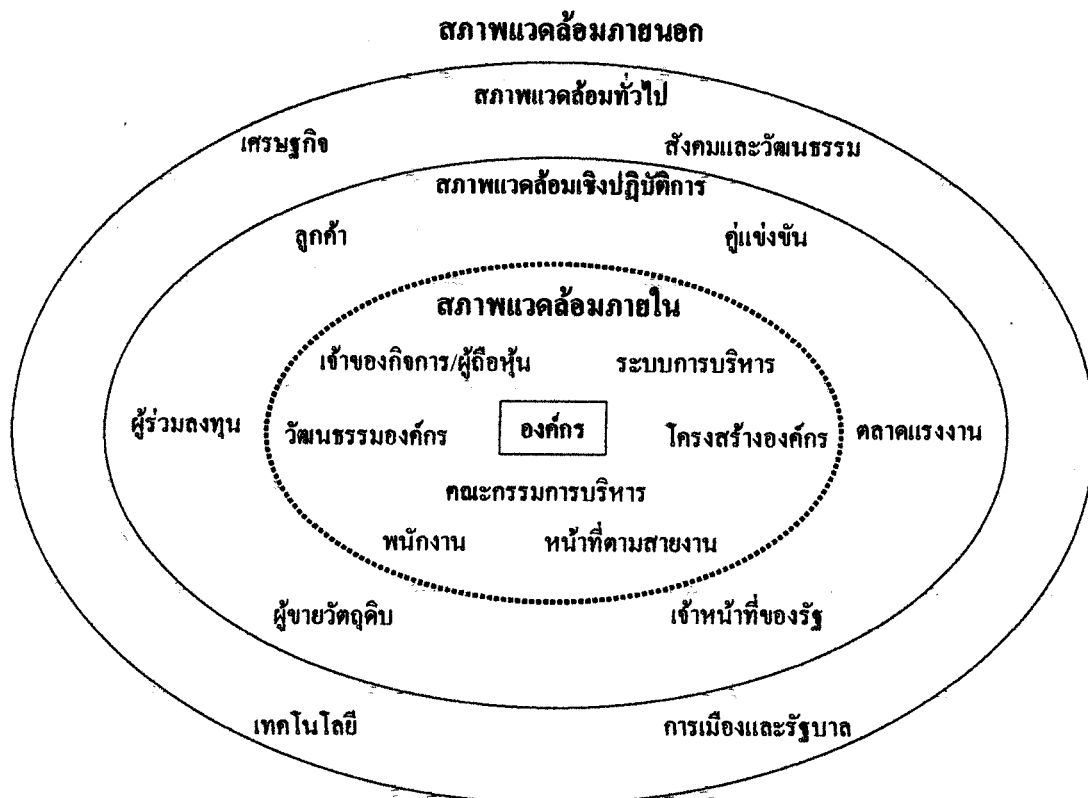 สภาพแวดล้อมภายนอก
สภาพแวดล้อมทั่วไป
เศรษฐกิจ
สังคมและวัฒนธรรม
สภาพแวดล้อมเชิงปฏิบัติการ
ลูกค้า
คู่แข่งขัน
สภาพแวดล้อมภายใน
เจ้าของกิจการ/ผู้ถือหุ้น
ระบบการบริหาร
ผู้ร่วมลงทุน
วัฒนธรรมองค์กร
องค์กร
โครงสร้างองค์กร
ตลาดแรงงาน
คณะกรรมการบริหาร
พนักงาน
หน้าที่ตามสายงาน
ผู้ขายวัตถุดิบ
เจ้าหน้าที่ของรัฐ
เทคโนโลยี
การเมืองและรัฐบาล